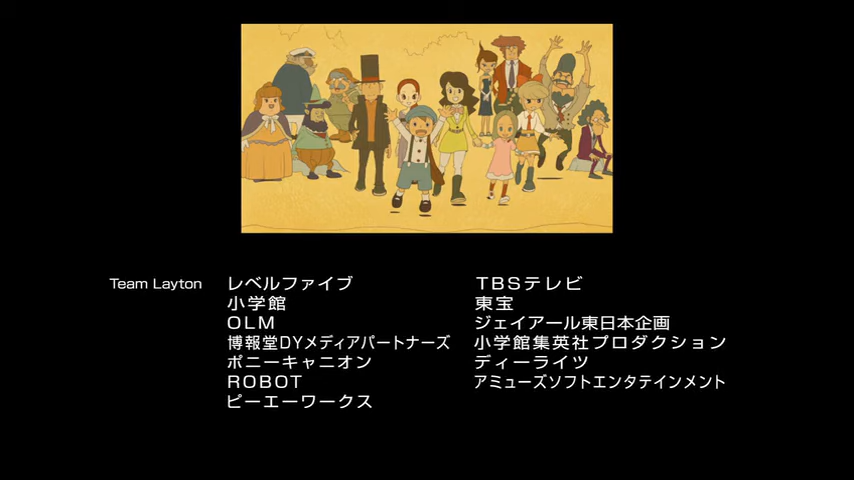 Team Layton
レベルファイブ
小学館
OLM
博報堂DYメディアパートナーズ
ポニーキャニオン
ROBOT
ピーエーワークス
TBSテレビ
東宝
ジェイアール東日本企画
小学館集英社プロダクション
ディーライツ
アミューズソフトエンタテインメント